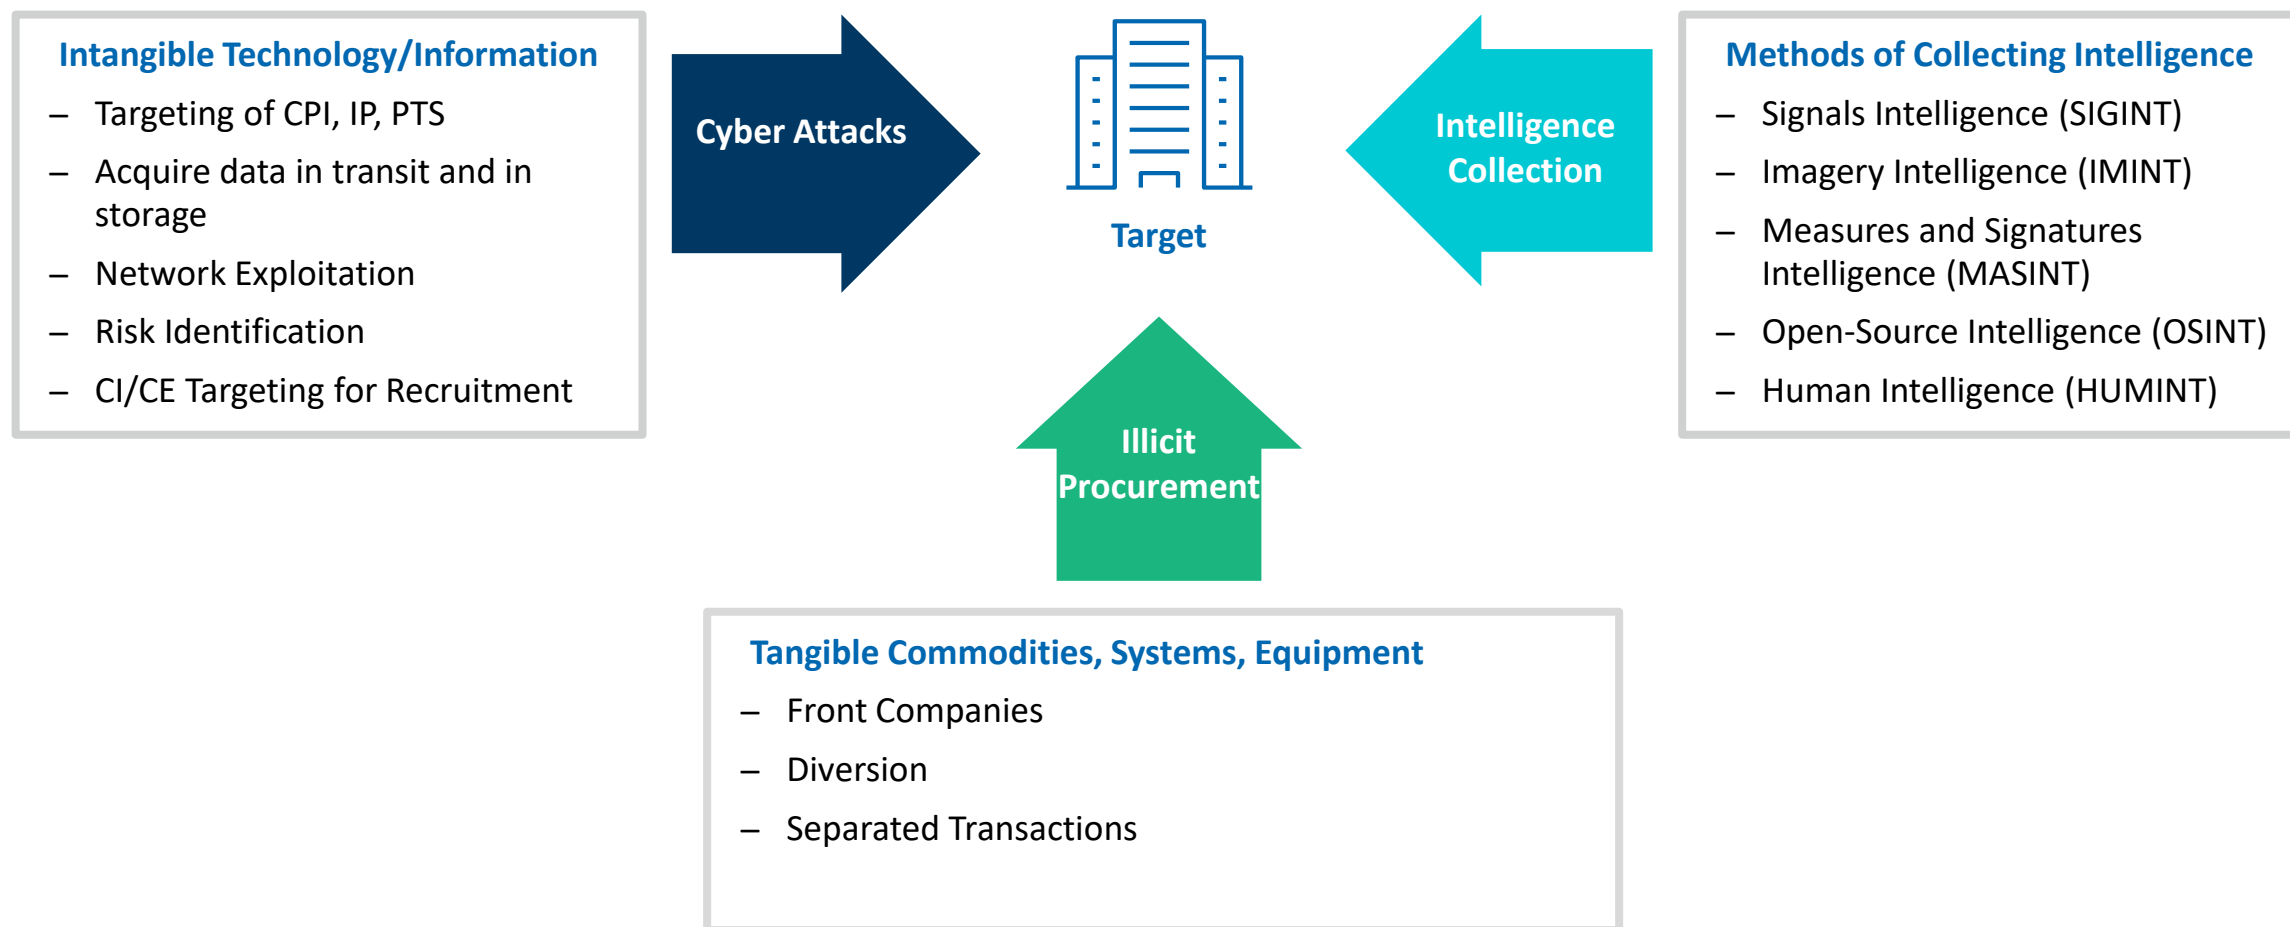 Intangible Technology/Information
– Targeting of CPI, IP, PTS
– Acquire data in transit and in
storage
– Network Exploitation
– Risk Identification
– CI/CE Targeting for Recruitment
Cyber Attacks
Target
Intelligence
Collection
Methods of Collecting Intelligence
– Signals Intelligence (SIGINT)
– Imagery Intelligence (IMINT)
– Measures and Signatures
Intelligence (MASINT)
– Open-Source Intelligence (OSINT)
– Human Intelligence (HUMINT)
Illicit
Procurement
Tangible Commodities, Systems, Equipment
– Front Companies
– Diversion
– Separated Transactions